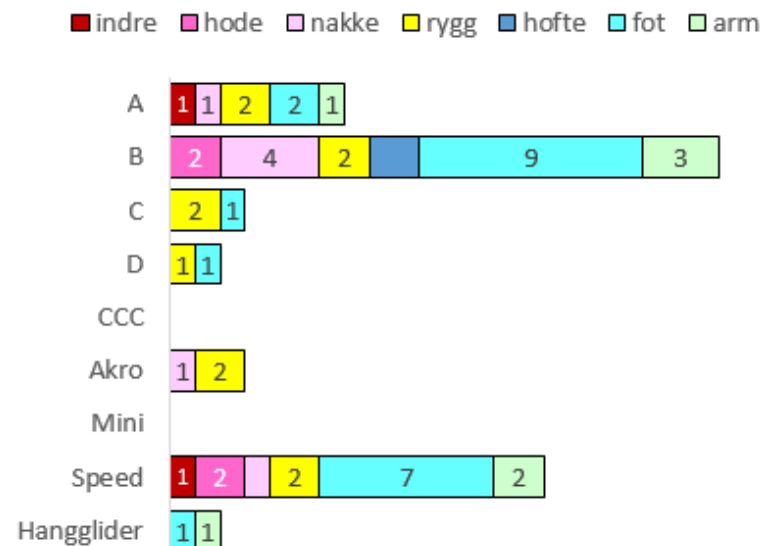 indre hode nakke rygg hofte fot arm
A 1 1 2 2 1
B 2 4 2 9 3
C 2 1
D 1 1
CCC
Akro 1 2
Mini
Speed 1 2 2 7 2
Hangglider 1 1